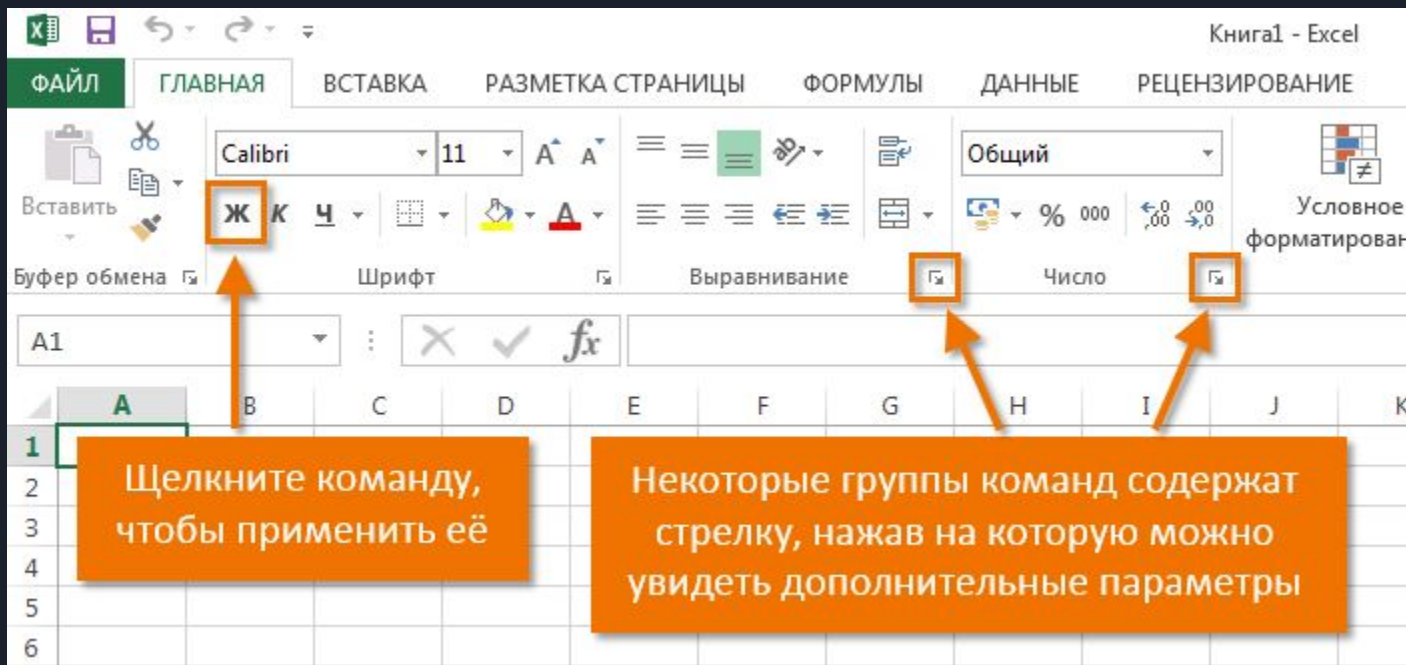 Книга1 - Excel
ФАЙЛ ГЛАВНАЯ ВСТАВКА РАЗМЕТКА СТРАНИЦЫ ФОРМУЛЫ ДАННЫЕ РЕЦЕНЗИРОВАНИЕ
Calibri 11 Общий
Вставить Ж К Ч % 000 Условное
форматирован
Буфер обмена Шрифт Выравнивание Число
A1 fx
A B C D E F G H I J K
1
2
3
4
5
6
Щелкните команду,
чтобы применить её
Некоторые группы команд содержат
стрелку, нажав на которую можно
увидеть дополнительные параметры